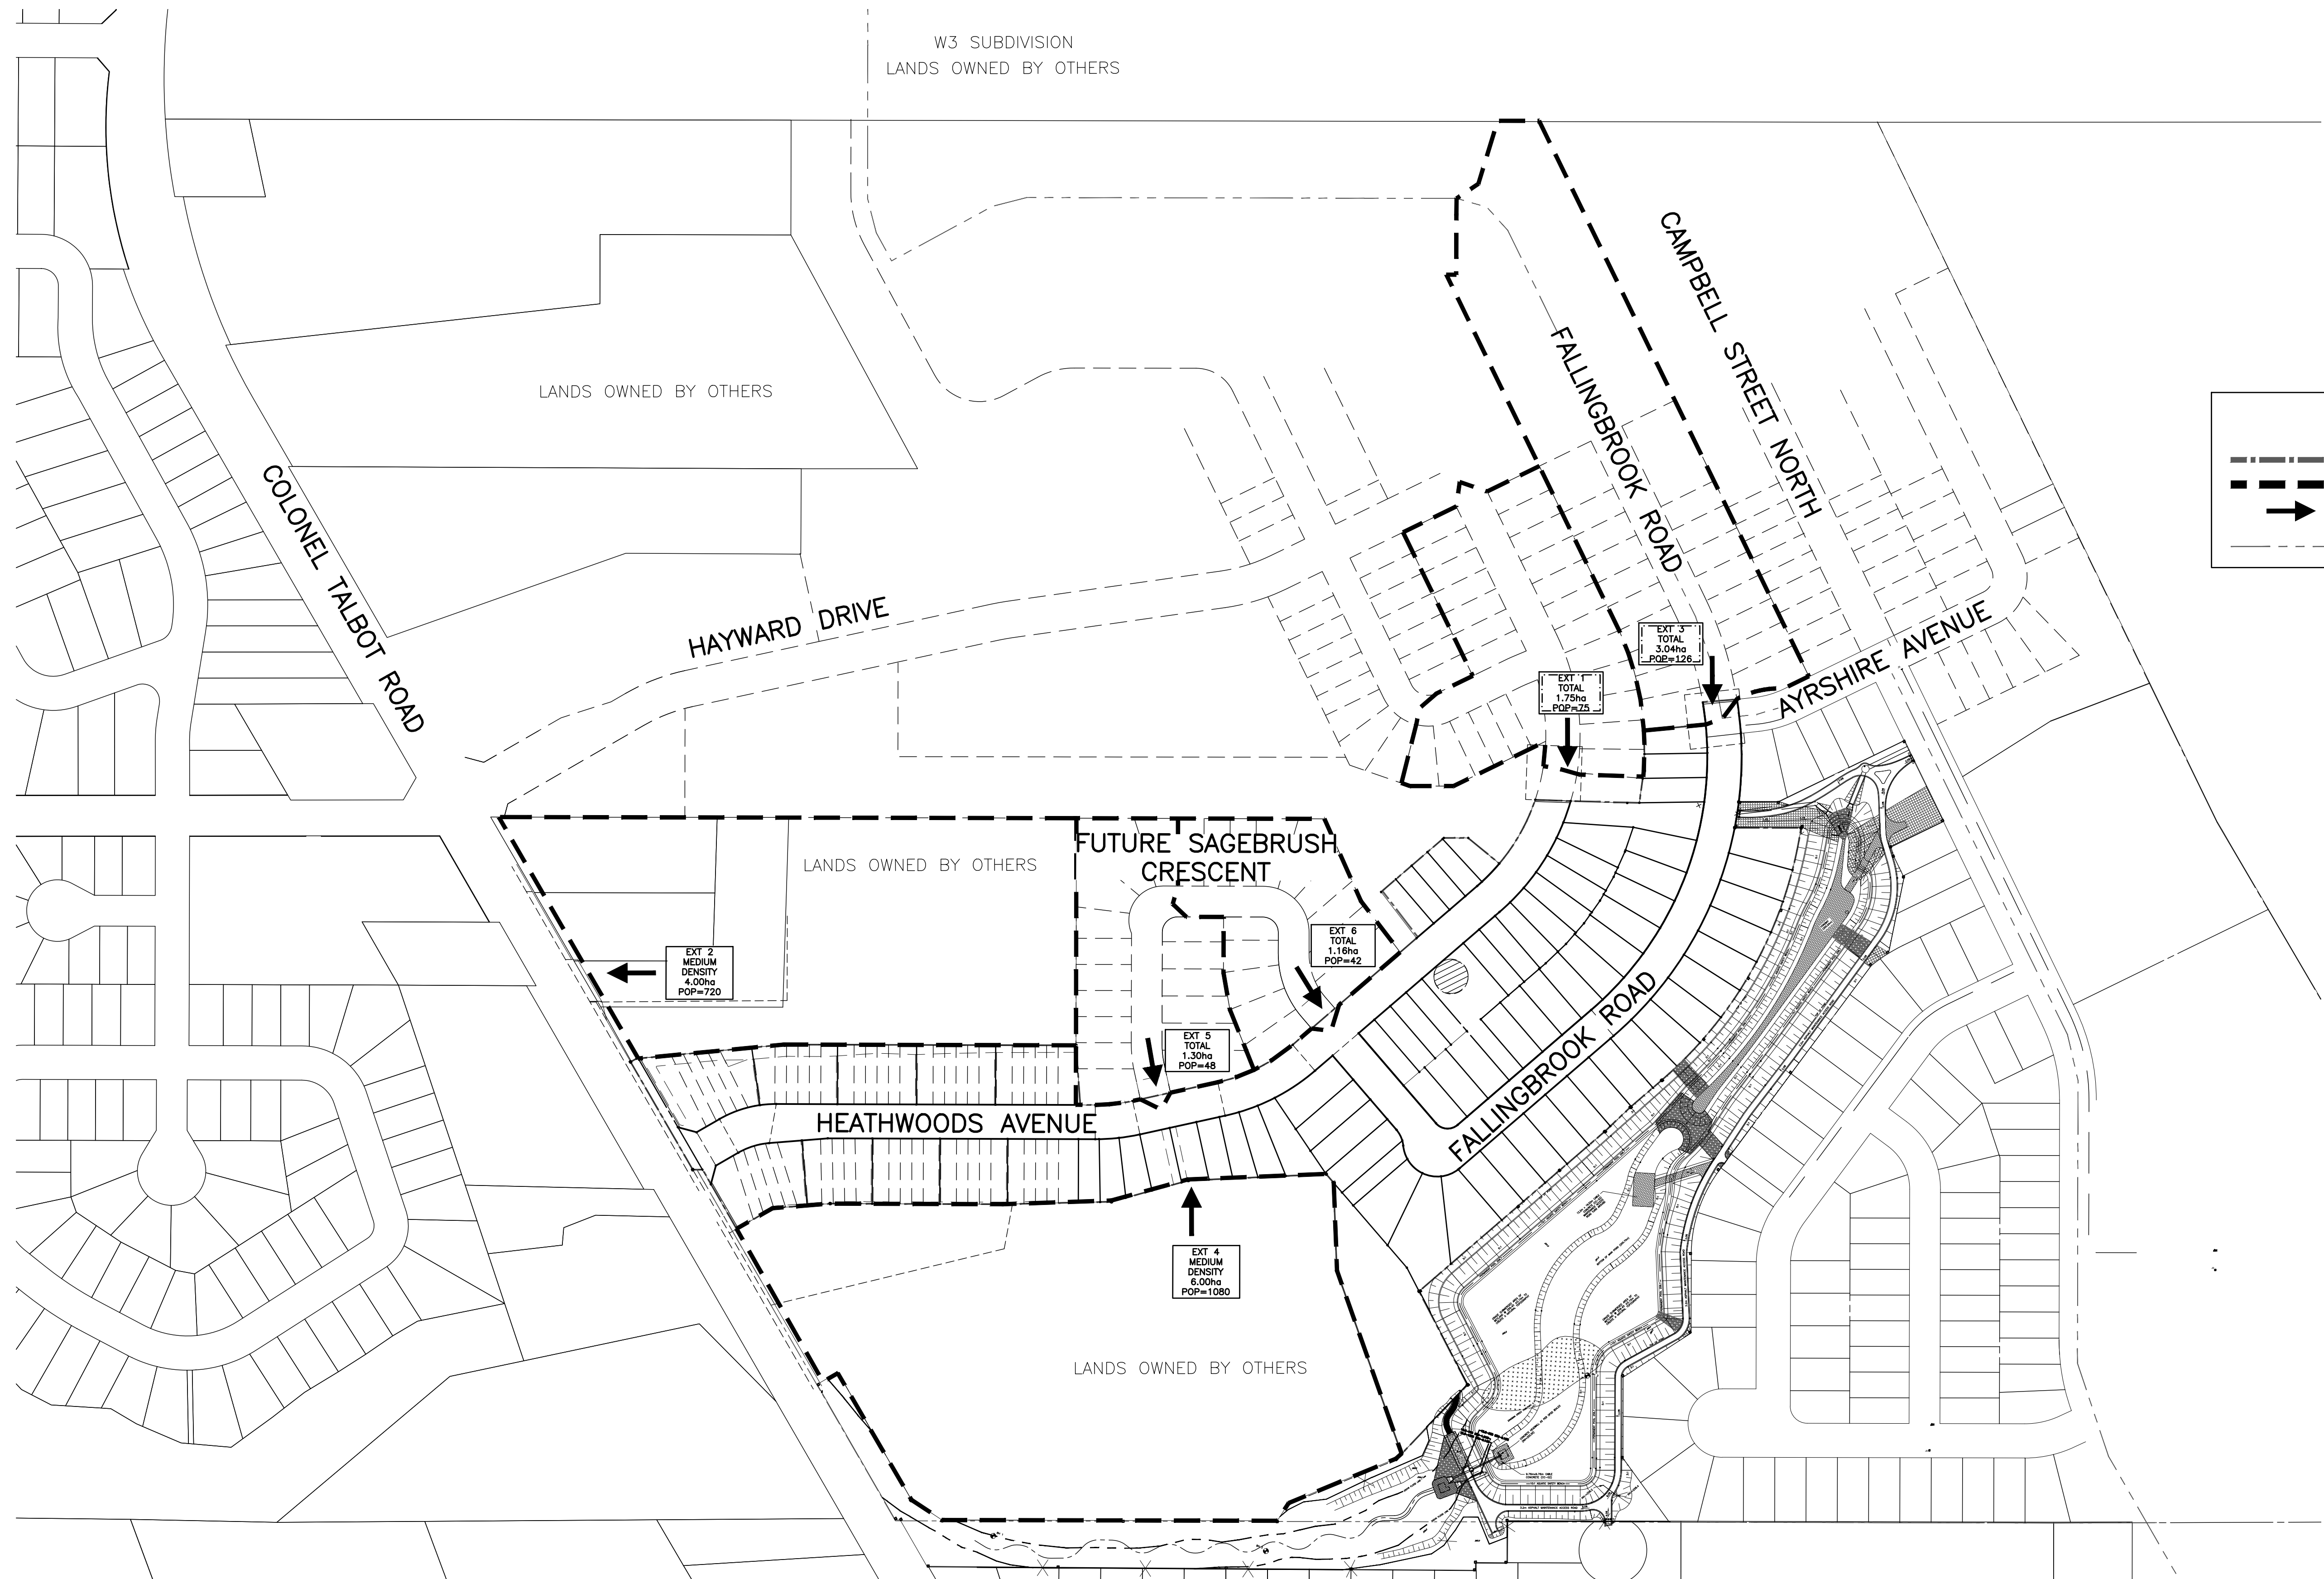 W3 SUBDIVISION
LANDS OWNED BY OTHERS
CAMPBELL STREET NORTH
FALLINGBROOK ROAD
LANDS OWNED BY OTHERS
COLONEL TALBOT ROAD
HAYWARD DRIVE
EXT 3
TOTAL
3.04ha
POP=126
AYRSHIRE AVENUE
EXT 1
TOTAL
1.75ha
POP=75
FUTURE SAGEBRUSH
CRESCENT
LANDS OWNED BY OTHERS
EXT 6
TOTAL
1.16ha
POP=42
EXT 2
MEDIUM
DENSITY
4.00ha
POP=720
EXT 5
TOTAL
1.30ha
POP=48
FALLINGBROOK ROAD
HEATHWOODS AVENUE
EXT 4
MEDIUM
DENSITY
6.00ha
POP=1080
LANDS OWNED BY OTHERS